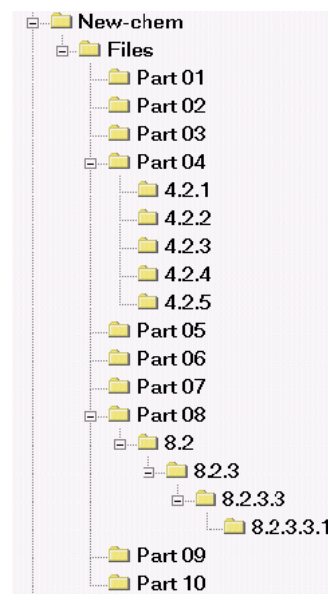 New-chem
Files
Part 01
Part 02
Part 03
Part 04
4.2.1
4.2.2
4.2.3
4.2.4
4.2.5
Part 05
Part 06
Part 07
Part 08
8.2
8.2.3
8.2.3.3
8.2.3.3.1
Part 09
Part 10